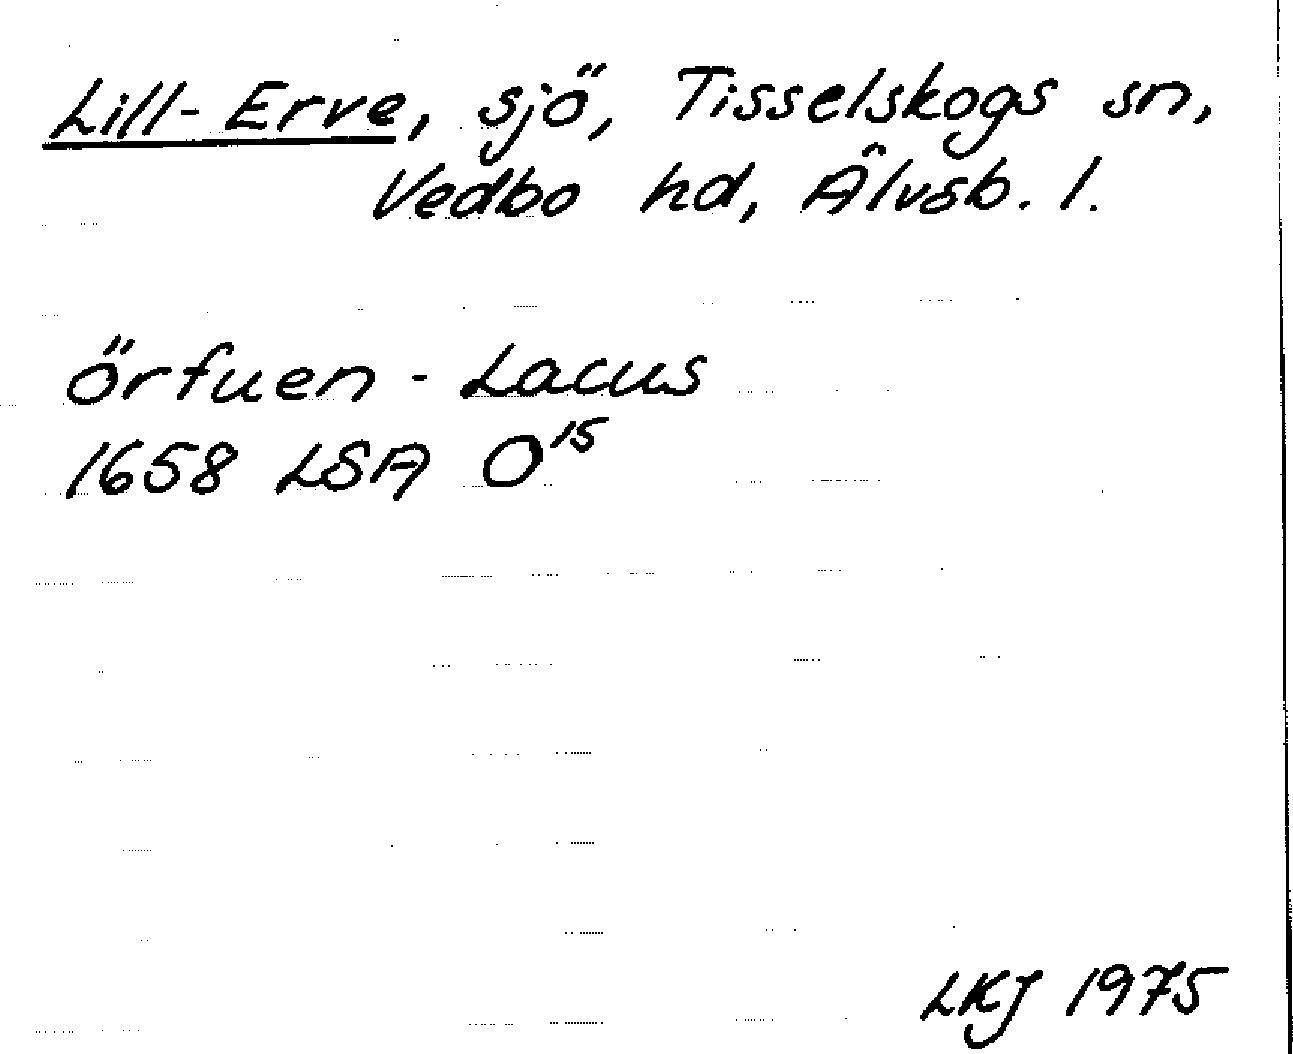 Lill-Erve, sjö, Tisselskogs sn,
Vedbo hd, Älvsb. l.
Örfuen - Lacus
1658 LSA O¹⁵
LKJ 1975